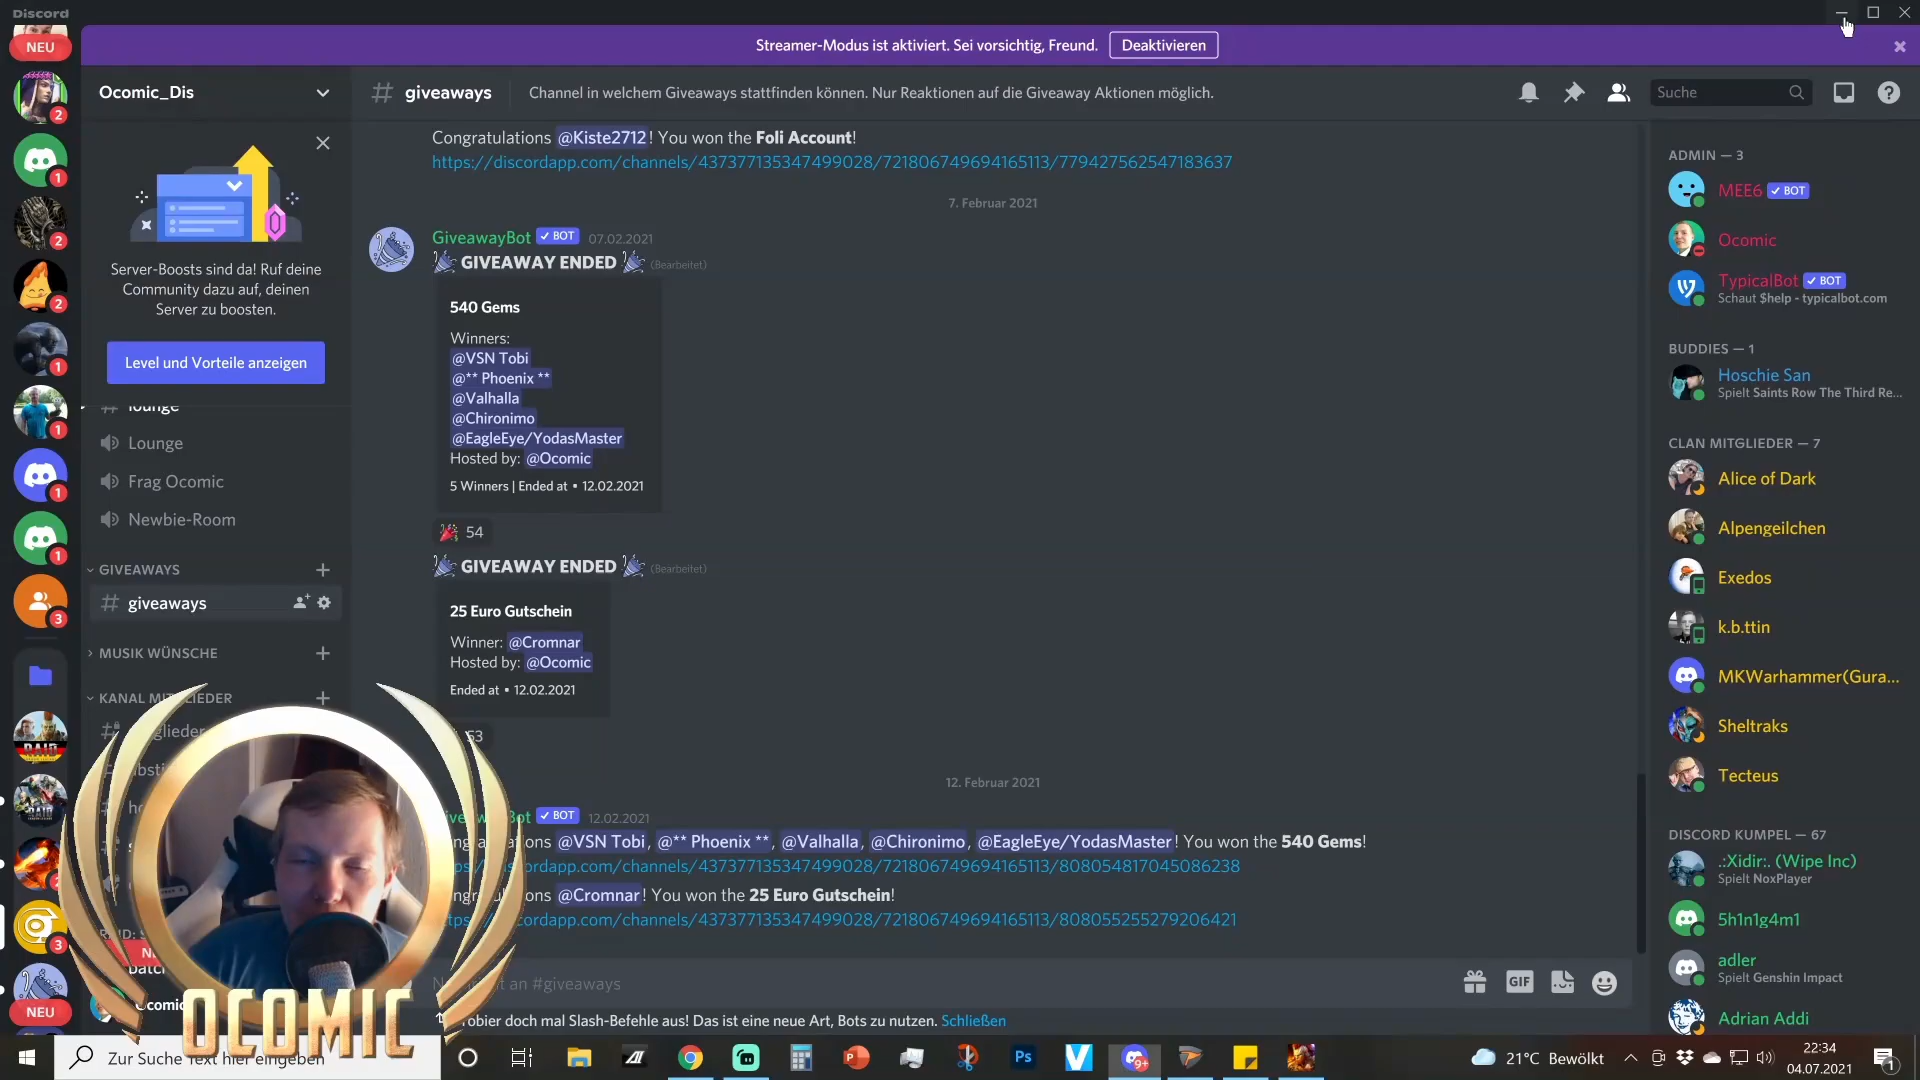 Discord
NEU
Streamer-Modus ist aktiviert. Sei vorsichtig, Freund.
Deaktivieren
Ocomic_Dis
giveaways
Channel in welchem Giveaways stattfinden können. Nur Reaktionen auf die Giveaway Aktionen möglich.
Suche
Server-Boosts sind da! Ruf deine
Community dazu auf, deinen
Server zu boosten.
Level und Vorteile anzeigen
lounge
Lounge
Frag Ocomic
Newbie-Room
GIVEAWAYS
giveaways
MUSIK WÜNSCHE
Congratulations @Kiste2712! You won the Foli Account!
https://discordapp.com/channels/437377135347499028/721806749694165113/779427562547183637
7. Februar 2021
GiveawayBot BOT 07.02.2021
GIVEAWAY ENDED (Bearbeitet)
540 Gems
Winners:
@VSN Tobi
@** Phoenix **
@Valhalla
@Chironimo
@EagleEye/YodasMaster
Hosted by: @Ocomic
5 Winners | Ended at • 12.02.2021
54
GIVEAWAY ENDED (Bearbeitet)
25 Euro Gutschein
Winner: @Cromnar
Hosted by: @Ocomic
Ended at • 12.02.2021
53
12. Februar 2021
BOT 12.02.2021
@VSN Tobi, @** Phoenix **, @Valhalla, @Chironimo, @EagleEye/YodasMaster! You won the 540 Gems!
cordapp.com/channels/437377135347499028/721806749694165113/808054817045086238
@Cromnar! You won the 25 Euro Gutschein!
cordapp.com/channels/437377135347499028/721806749694165113/808055255279206421
an #giveaways
GIF
doch mal Slash-Befehle aus! Das ist eine neue Art, Bots zu nutzen. Schließen
ADMIN — 3
MEE6 BOT
Ocomic
TypicalBot BOT
Schaut $help - typicalbot.com
BUDDIES — 1
Hoschie San
Spielt Saints Row The Third Re...
CLAN MITGLIEDER — 7
Alice of Dark
Alpengeilchen
Exedos
k.b.ttin
MKWarhammer(Gura...
Sheltraks
Tecteus
DISCORD KUMPEL — 67
.:Xidir:. (Wipe Inc)
Spielt NoxPlayer
5h1n1g4m1
adler
Spielt Genshin Impact
Adrian Addi
NEU
OCOMIC
Zur Suche Text hier eingeben
21°C Bewölkt
22:34
04.07.2021